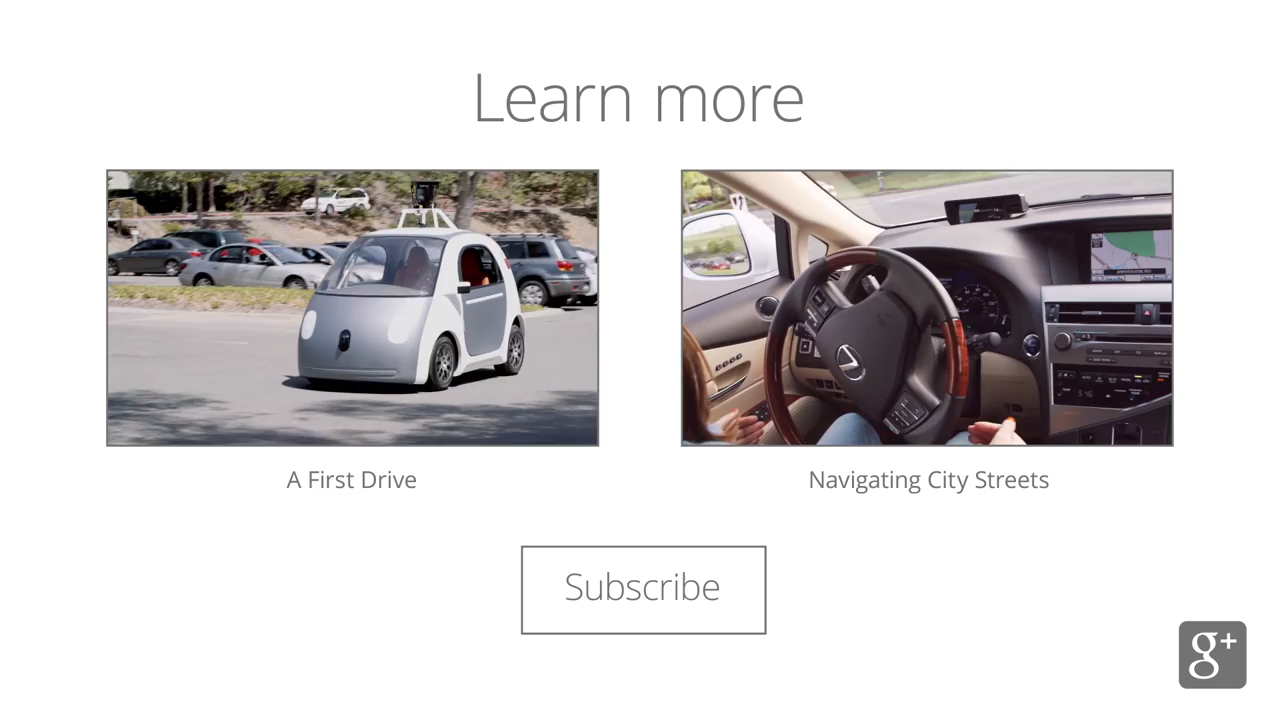 Learn more
A First Drive
Navigating City Streets
Subscribe
g+